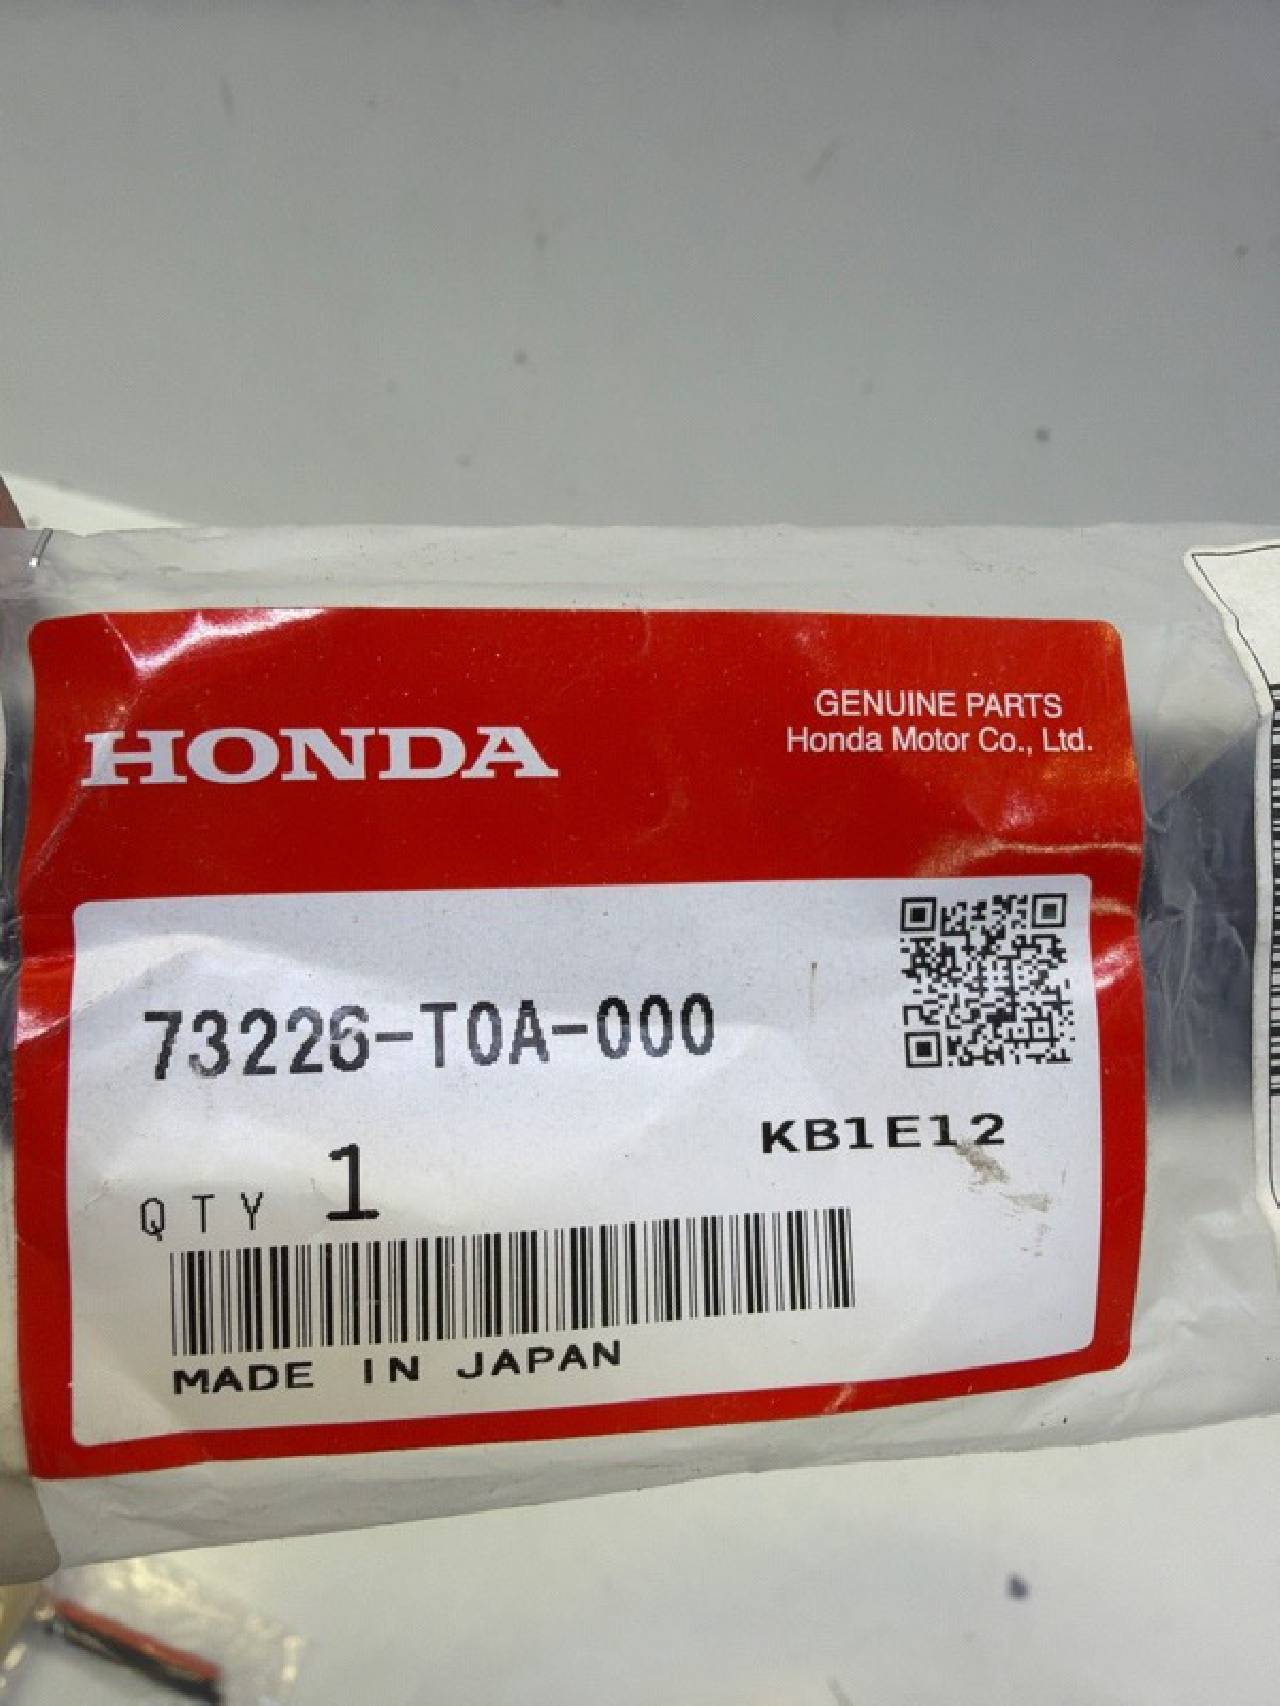 HONDA
GENUINE PARTS
Honda Motor Co., Ltd.
73226-T0A-000
KB1E12
QTY 1
MADE IN JAPAN